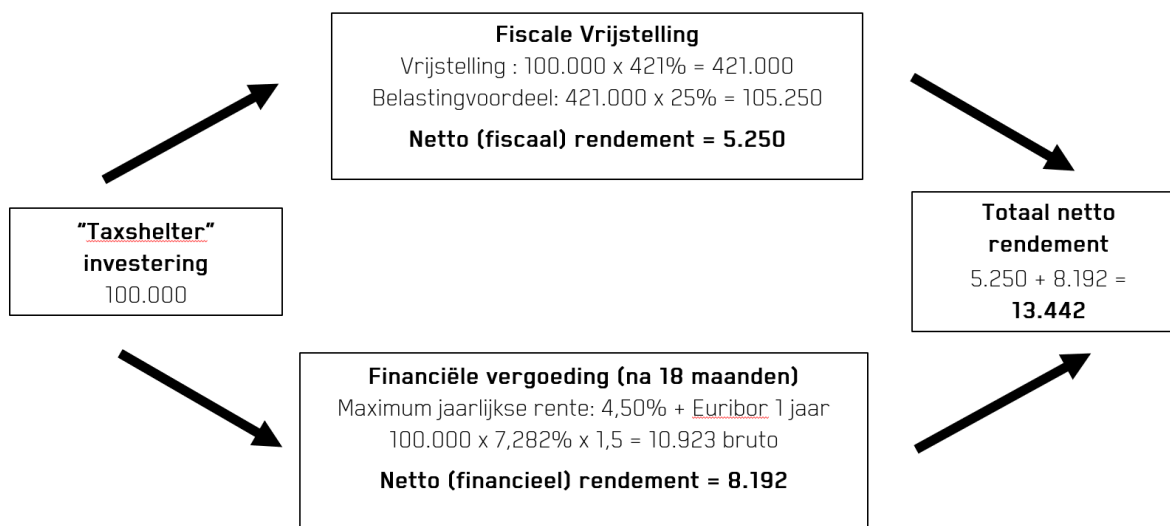 Fiscale Vrijstelling
Vrijstelling : 100.000 x 421% = 421.000
Belastingvoordeel: 421.000 x 25% = 105.250
Netto (fiscaal) rendement = 5.250
"Taxshelter"
investering
100.000
Financiële vergoeding (na 18 maanden)
Maximum jaarlijkse rente: 4,50% + Euribor 1 jaar
100.000 x 7,282% x 1,5 = 10.923 bruto
Netto (financieel) rendement = 8.192
Totaal netto
rendement
5.250 + 8.192 =
13.442